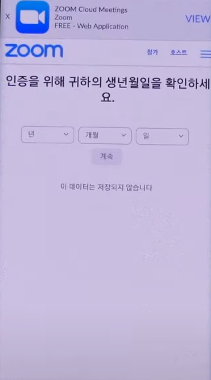 x
ZOOM Cloud Meetings
Zoom
FREE - Web Application
VIEW
zoom
참가 호스트
인증을 위해 귀하의 생년월일을 확인하세
요.
년 개월 일
계속
이 데이터는 저장되지 않습니다